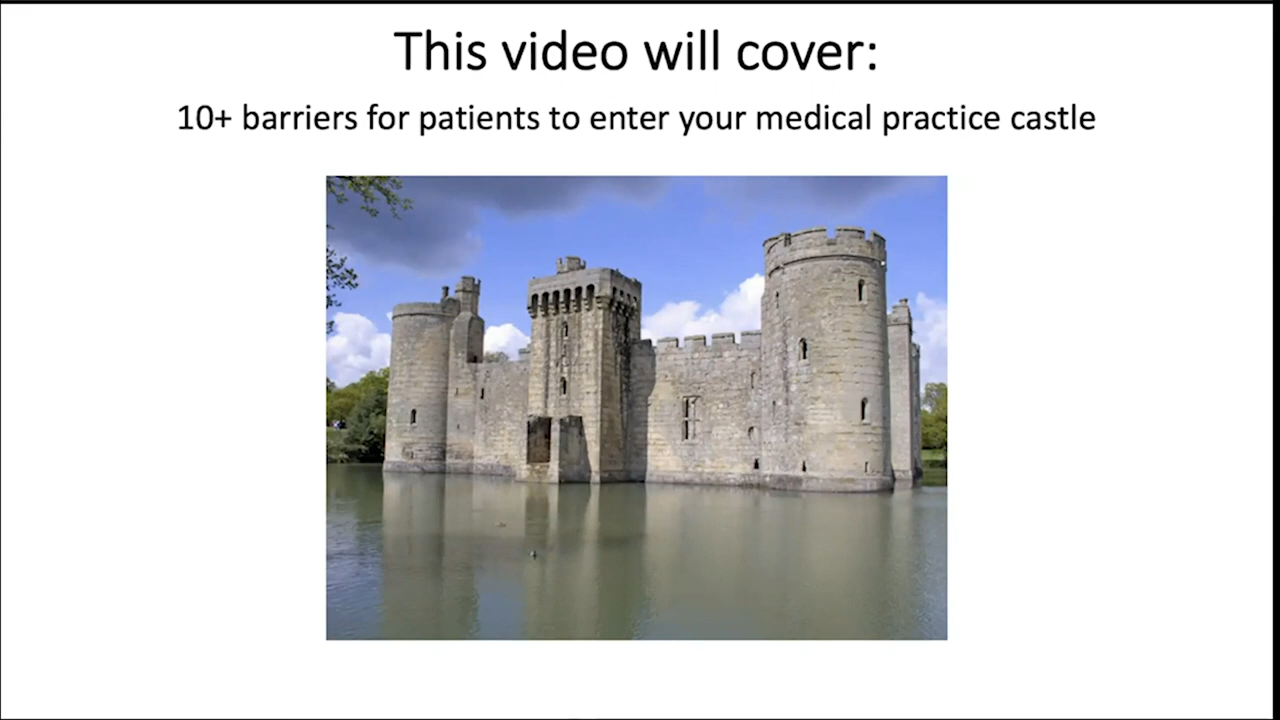 This video will cover:
10+ barriers for patients to enter your medical practice castle